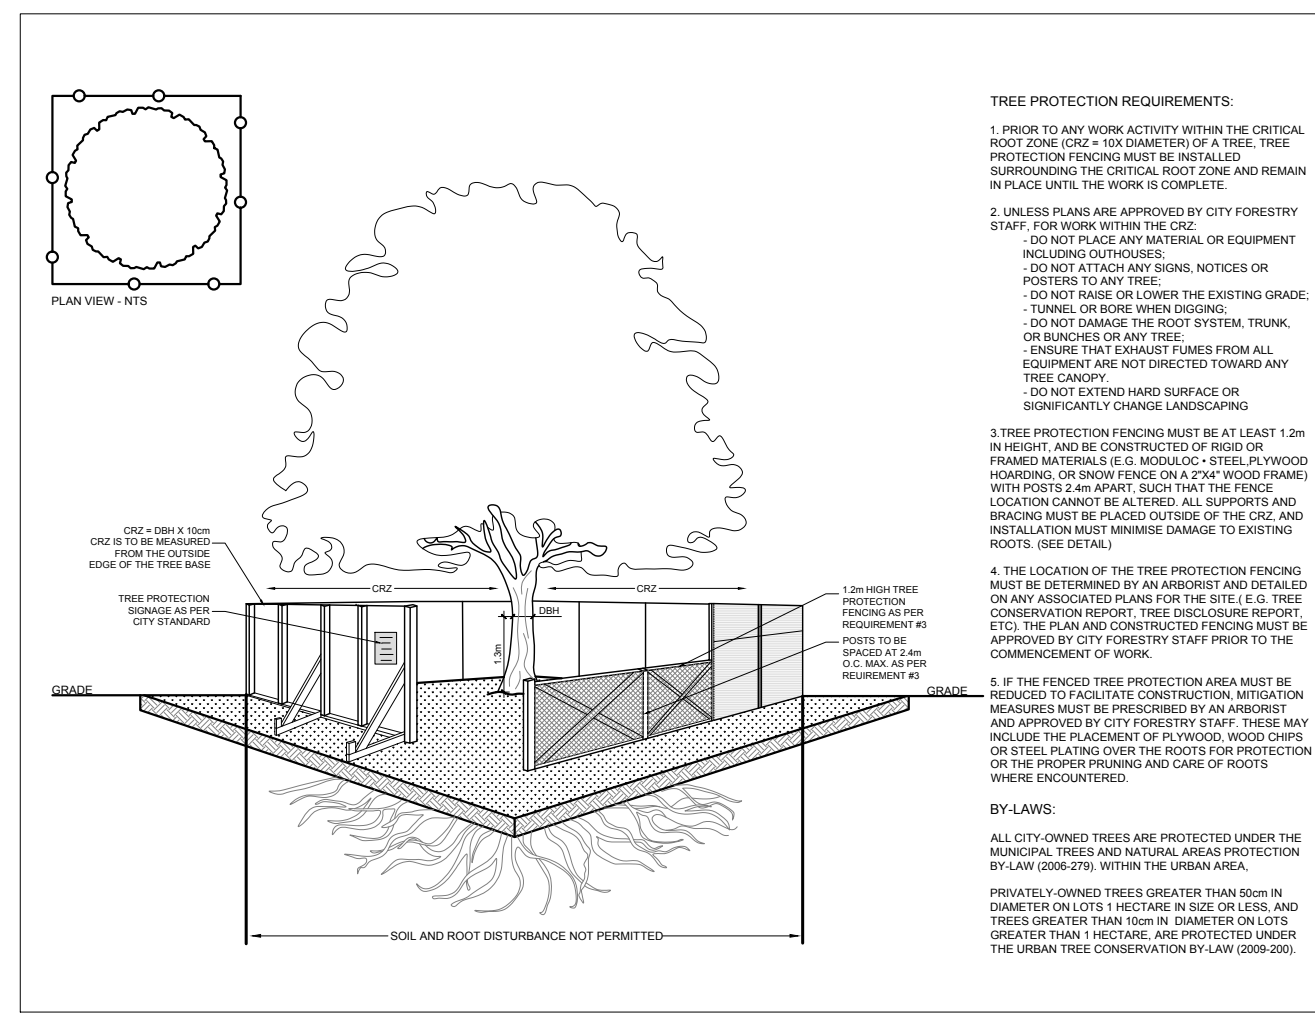 PLAN VIEW - NTS
CRZ = DBH X 10cm
CRZ IS TO BE MEASURED
FROM THE OUTSIDE
EDGE OF THE TREE BASE
TREE PROTECTION
SIGNAGE AS PER
CITY STANDARD
CRZ
CRZ
DBH
1.3m
1.2m HIGH TREE
PROTECTION
FENCING AS PER
REQUIREMENT #3
POSTS TO BE
SPACED AT 2.4m
O.C. MAX. AS PER
REUIREMENT #3
GRADE
GRADE
SOIL AND ROOT DISTURBANCE NOT PERMITTED
TREE PROTECTION REQUIREMENTS:
1. PRIOR TO ANY WORK ACTIVITY WITHIN THE CRITICAL
ROOT ZONE (CRZ = 10X DIAMETER) OF A TREE, TREE
PROTECTION FENCING MUST BE INSTALLED
SURROUNDING THE CRITICAL ROOT ZONE AND REMAIN
IN PLACE UNTIL THE WORK IS COMPLETE.
2. UNLESS PLANS ARE APPROVED BY CITY FORESTRY
STAFF, FOR WORK WITHIN THE CRZ:
- DO NOT PLACE ANY MATERIAL OR EQUIPMENT
INCLUDING OUTHOUSES;
- DO NOT ATTACH ANY SIGNS, NOTICES OR
POSTERS TO ANY TREE;
- DO NOT RAISE OR LOWER THE EXISTING GRADE;
- TUNNEL OR BORE WHEN DIGGING;
- DO NOT DAMAGE THE ROOT SYSTEM, TRUNK,
OR BUNCHES OR ANY TREE;
- ENSURE THAT EXHAUST FUMES FROM ALL
EQUIPMENT ARE NOT DIRECTED TOWARD ANY
TREE CANOPY.
- DO NOT EXTEND HARD SURFACE OR
SIGNIFICANTLY CHANGE LANDSCAPING
3.TREE PROTECTION FENCING MUST BE AT LEAST 1.2m
IN HEIGHT, AND BE CONSTRUCTED OF RIGID OR
FRAMED MATERIALS (E.G. MODULOC • STEEL,PLYWOOD
HOARDING, OR SNOW FENCE ON A 2"X4" WOOD FRAME)
WITH POSTS 2.4m APART, SUCH THAT THE FENCE
LOCATION CANNOT BE ALTERED. ALL SUPPORTS AND
BRACING MUST BE PLACED OUTSIDE OF THE CRZ, AND
INSTALLATION MUST MINIMISE DAMAGE TO EXISTING
ROOTS. (SEE DETAIL)
4. THE LOCATION OF THE TREE PROTECTION FENCING
MUST BE DETERMINED BY AN ARBORIST AND DETAILED
ON ANY ASSOCIATED PLANS FOR THE SITE.( E.G. TREE
CONSERVATION REPORT, TREE DISCLOSURE REPORT,
ETC). THE PLAN AND CONSTRUCTED FENCING MUST BE
APPROVED BY CITY FORESTRY STAFF PRIOR TO THE
COMMENCEMENT OF WORK.
5. IF THE FENCED TREE PROTECTION AREA MUST BE
REDUCED TO FACILITATE CONSTRUCTION, MITIGATION
MEASURES MUST BE PRESCRIBED BY AN ARBORIST
AND APPROVED BY CITY FORESTRY STAFF. THESE MAY
INCLUDE THE PLACEMENT OF PLYWOOD, WOOD CHIPS
OR STEEL PLATING OVER THE ROOTS FOR PROTECTION
OR THE PROPER PRUNING AND CARE OF ROOTS
WHERE ENCOUNTERED.
BY-LAWS:
ALL CITY-OWNED TREES ARE PROTECTED UNDER THE
MUNICIPAL TREES AND NATURAL AREAS PROTECTION
BY-LAW (2006-279). WITHIN THE URBAN AREA,
PRIVATELY-OWNED TREES GREATER THAN 50cm IN
DIAMETER ON LOTS 1 HECTARE IN SIZE OR LESS, AND
TREES GREATER THAN 10cm IN DIAMETER ON LOTS
GREATER THAN 1 HECTARE, ARE PROTECTED UNDER
THE URBAN TREE CONSERVATION BY-LAW (2009-200).